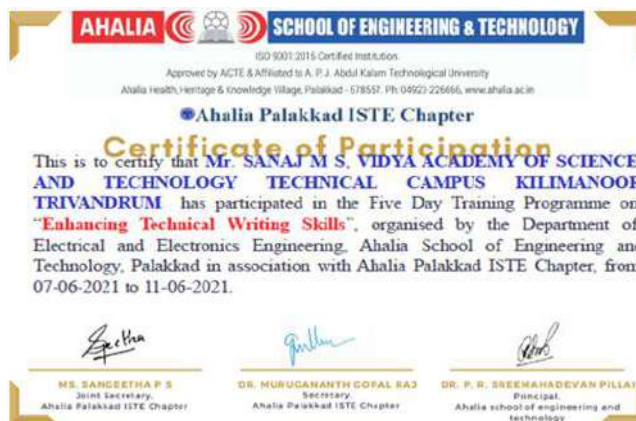 AHALIA SCHOOL OF ENGINEERING & TECHNOLOGY
ISO 9001:2015 Certified Institution
Approved by ACTE & Affiliated to A. P. J. Abdul Kalam Technological University
Ahalia Health, Heritage & Knowledge Village, Palakkad - 678557. Ph: 04923-226666, www.ahalia.ac.in
Ahalia Palakkad ISTE Chapter
Certificate of Participation
This is to certify that Mr. SANAJ M S, VIDYA ACADEMY OF SCIENCE
AND TECHNOLOGY TECHNICAL CAMPUS KILIMANOOR
TRIVANDRUM has participated in the Five Day Training Programme on
“Enhancing Technical Writing Skills”, organised by the Department of
Electrical and Electronics Engineering, Ahalia School of Engineering and
Technology, Palakkad in association with Ahalia Palakkad ISTE Chapter, from
07-06-2021 to 11-06-2021.
MS. SANGEETHA P S
Joint Secretary,
Ahalia Palakkad ISTE Chapter
DR. MURUGANANTH GOPAL RAJ
Secretary,
Ahalia Palakkad ISTE Chapter
DR. P. R. SREEMAHADEVAN PILLAI
Principal,
Ahalia school of engineering and
technology